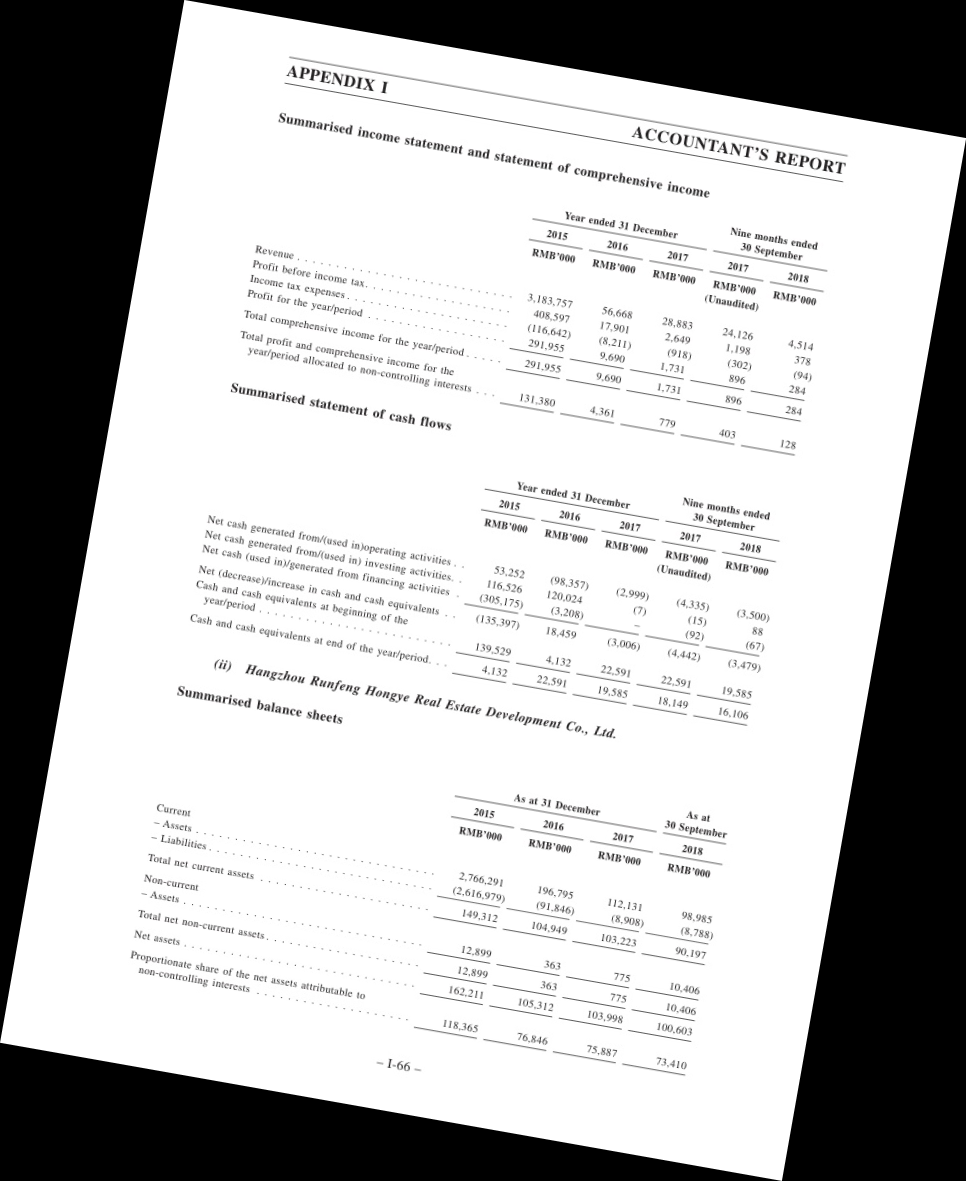 APPENDIX I
ACCOUNTANT'S REPORT
Summarised income statement and statement of comprehensive income
Year ended 31 December Nine months ended 30 September
2015 2016 2017 2017 2018
RMB'000 RMB'000 RMB'000 RMB'000 RMB'000
(Unaudited)
Revenue . . . . . . . . . . . . . . . . . . . . . . . . . . . . 3,183,757 56,668 28,883 24,126 4,514
Profit before income tax. . . . . . . . . . . . . . . . . . . 408,597 17,901 2,649 1,198 378
Income tax expenses . . . . . . . . . . . . . . . . . . . . . (116,642) (8,211) (918) (302) (94)
Profit for the year/period . . . . . . . . . . . . . . . . . . 291,955 9,690 1,731 896 284
Total comprehensive income for the year/period . . . . . 291,955 9,690 1,731 896 284
Total profit and comprehensive income for the
year/period allocated to non-controlling interests . . . 131,380 4,361 779 403 128
Summarised statement of cash flows
Year ended 31 December Nine months ended 30 September
2015 2016 2017 2017 2018
RMB'000 RMB'000 RMB'000 RMB'000 RMB'000
(Unaudited)
Net cash generated from/(used in)operating activities . . 53,252 (98,357) (2,999) (4,335) (3,500)
Net cash generated from/(used in) investing activities. . 116,526 120,024 (7) (15) 88
Net cash (used in)/generated from financing activities . (305,175) (3,208) – (92) (67)
Net (decrease)/increase in cash and cash equivalents . . (135,397) 18,459 (3,006) (4,442) (3,479)
Cash and cash equivalents at beginning of the
year/period . . . . . . . . . . . . . . . . . . . . . . . . . 139,529 4,132 22,591 22,591 19,585
Cash and cash equivalents at end of the year/period. . . 4,132 22,591 19,585 18,149 16,106
(ii) Hangzhou Runfeng Hongye Real Estate Development Co., Ltd.
Summarised balance sheets
As at 31 December As at 30 September
2015 2016 2017 2018
RMB'000 RMB'000 RMB'000 RMB'000
Current
– Assets . . . . . . . . . . . . . . . . . . . . . . . . . . . . . . 2,766,291 196,795 112,131 98,985
– Liabilities . . . . . . . . . . . . . . . . . . . . . . . . . . . . (2,616,979) (91,846) (8,908) (8,788)
Total net current assets . . . . . . . . . . . . . . . . . . . . . 149,312 104,949 103,223 90,197
Non-current
– Assets . . . . . . . . . . . . . . . . . . . . . . . . . . . . . . 12,899 363 775 10,406
Total net non-current assets . . . . . . . . . . . . . . . . . . . 12,899 363 775 10,406
Net assets . . . . . . . . . . . . . . . . . . . . . . . . . . . . . 162,211 105,312 103,998 100,603
Proportionate share of the net assets attributable to
non-controlling interests . . . . . . . . . . . . . . . . . . . 118,365 76,846 75,887 73,410
– I-66 –